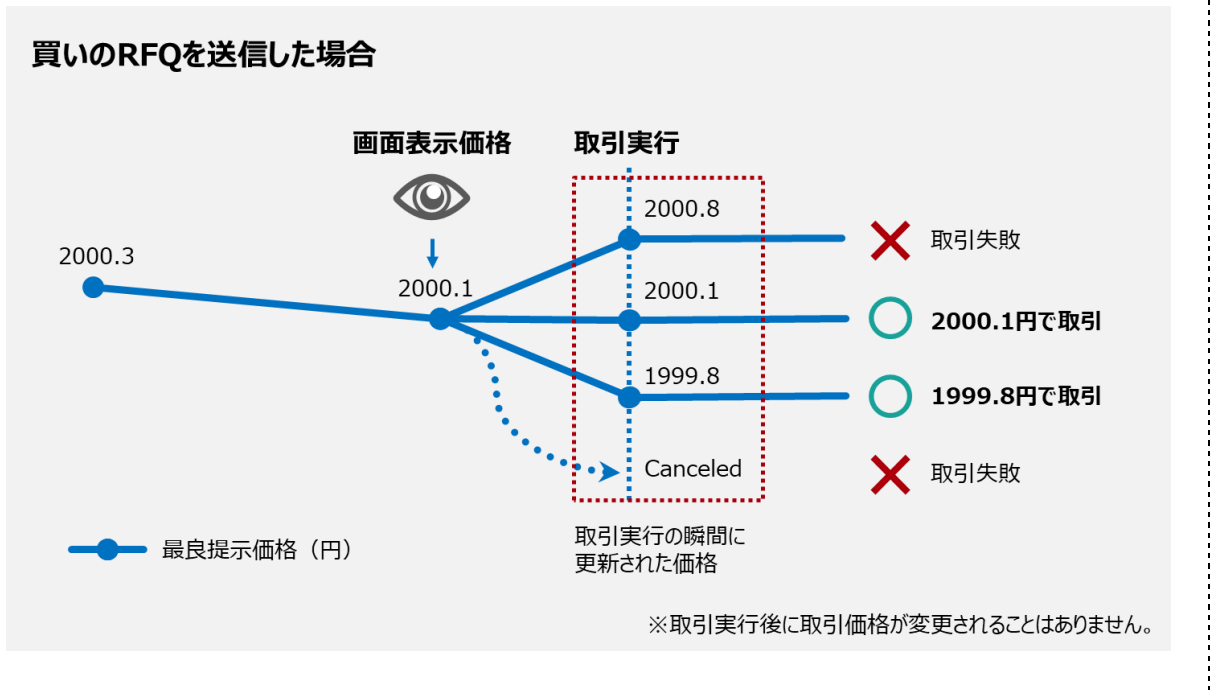 買いのRFQを送信した場合
画面表示価格
取引実行
2000.8
取引失敗
2000.3
2000.1
2000.1
2000.1円で取引
1999.8
1999.8円で取引
Canceled
取引失敗
取引実行の瞬間に
更新された価格
最良提示価格（円）
※取引実行後に取引価格が変更されることはありません。